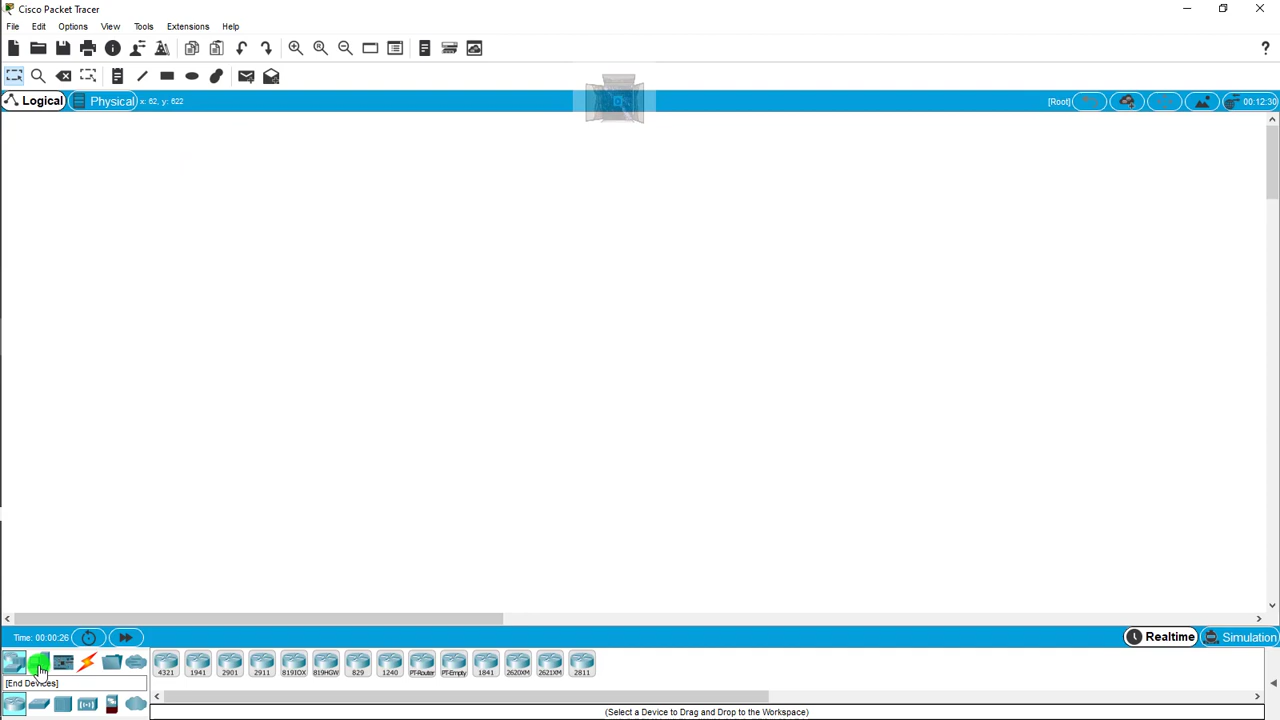 Cisco Packet Tracer
File Edit Options View Tools Extensions Help
?
Logical Physical x: 62, y: 622 [Root] 00:12:30
Time: 00:00:26 Realtime Simulation
4321 1941 2901 2911 819IOX 819HGW 829 1240 PT-Router PT-Empty 1841 2620XM 2621XM 2811
[End Devices]
(Select a Device to Drag and Drop to the Workspace)